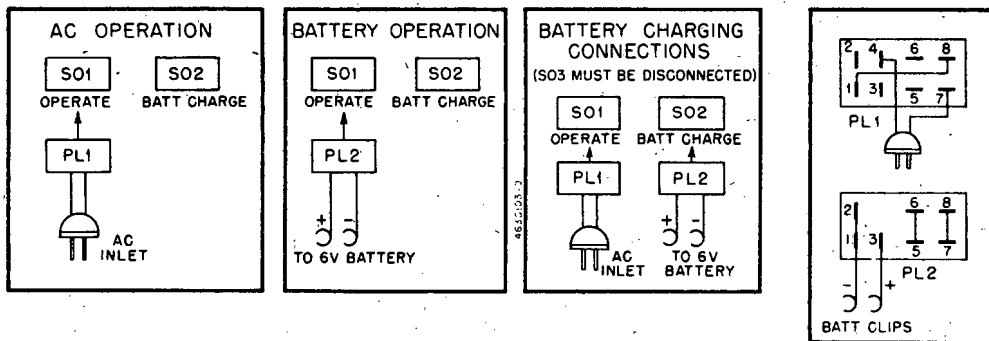 AC OPERATION
SO1
SO2
OPERATE
BATT CHARGE
PL1
AC
INLET
BATTERY OPERATION
SO1
SO2
OPERATE
BATT CHARGE
PL2
+
-
TO 6V BATTERY
BATTERY CHARGING
CONNECTIONS
(SO3 MUST BE DISCONNECTED)
SO1
SO2
OPERATE
BATT CHARGE
PL1
PL2
+
-
AC
INLET
TO 6V
BATTERY
2 4 6 8
1 3 5 7
PL1
2 6 8
1 3 5 7
PL2
- +
BATT CLIPS